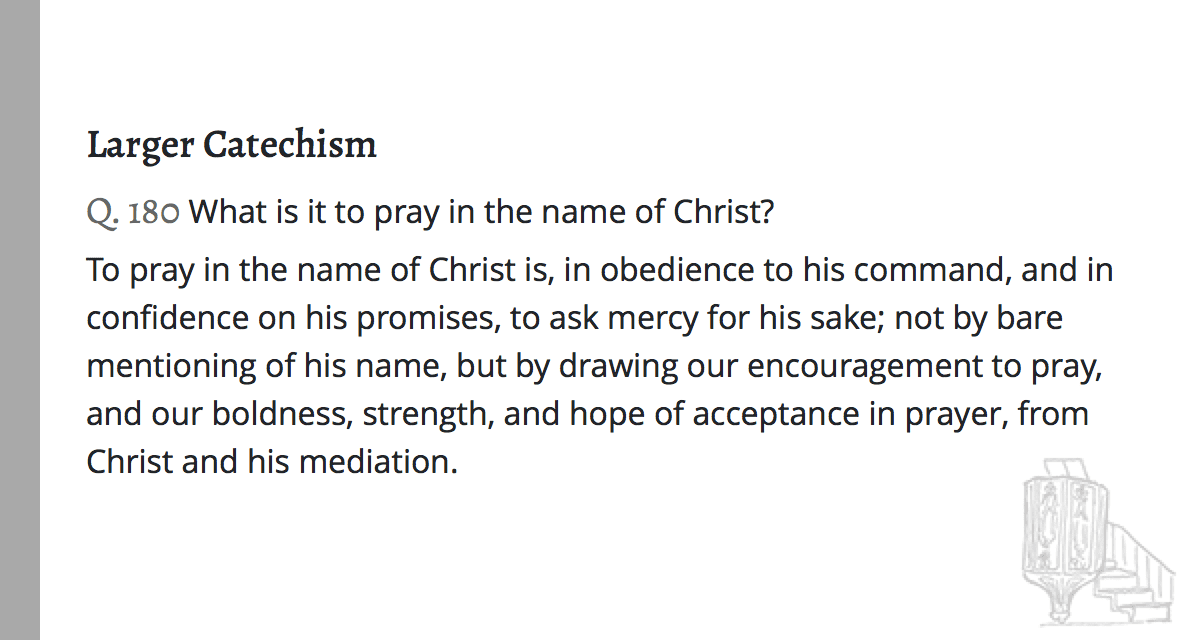 Larger Catechism
Q. 180 What is it to pray in the name of Christ?
To pray in the name of Christ is, in obedience to his command, and in
confidence on his promises, to ask mercy for his sake; not by bare
mentioning of his name, but by drawing our encouragement to pray,
and our boldness, strength, and hope of acceptance in prayer, from
Christ and his mediation.